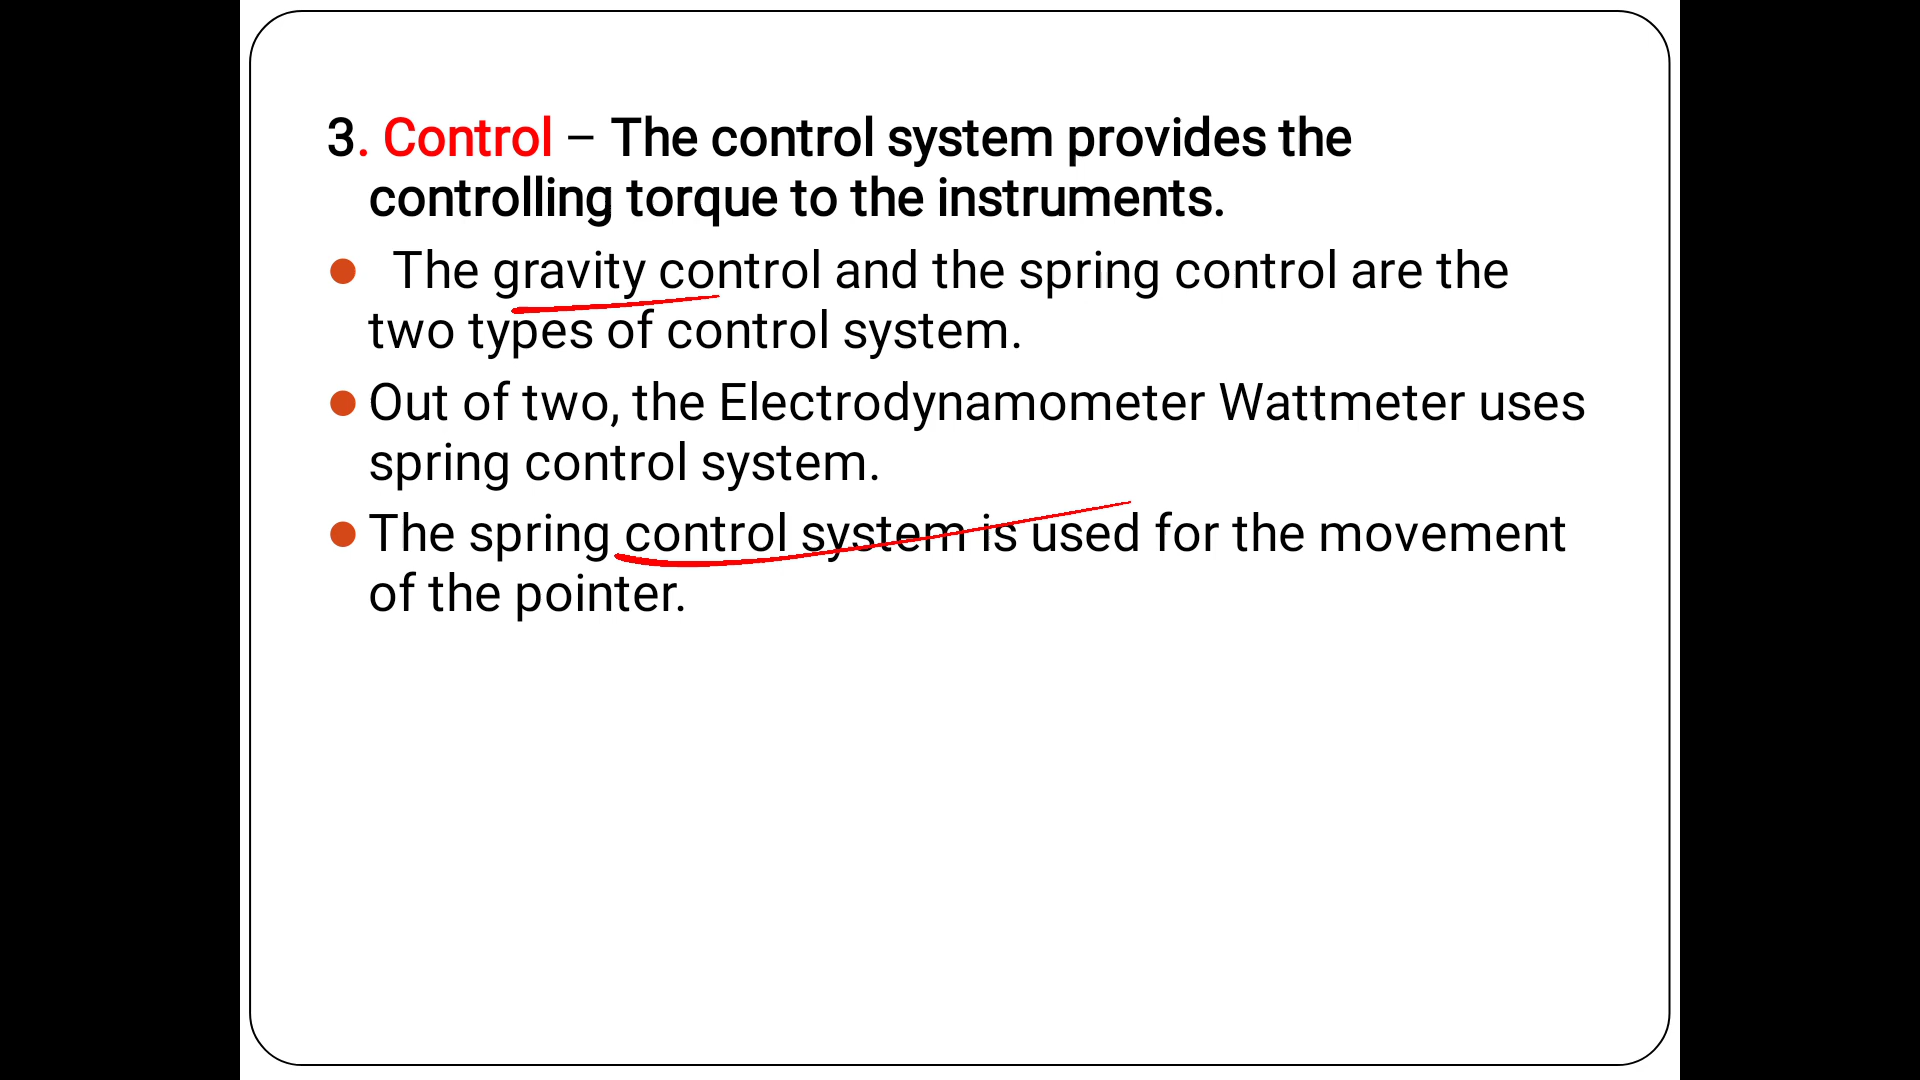 3. Control – The control system provides the
controlling torque to the instruments.
The gravity control and the spring control are the
two types of control system.
Out of two, the Electrodynamometer Wattmeter uses
spring control system.
The spring control system is used for the movement
of the pointer.